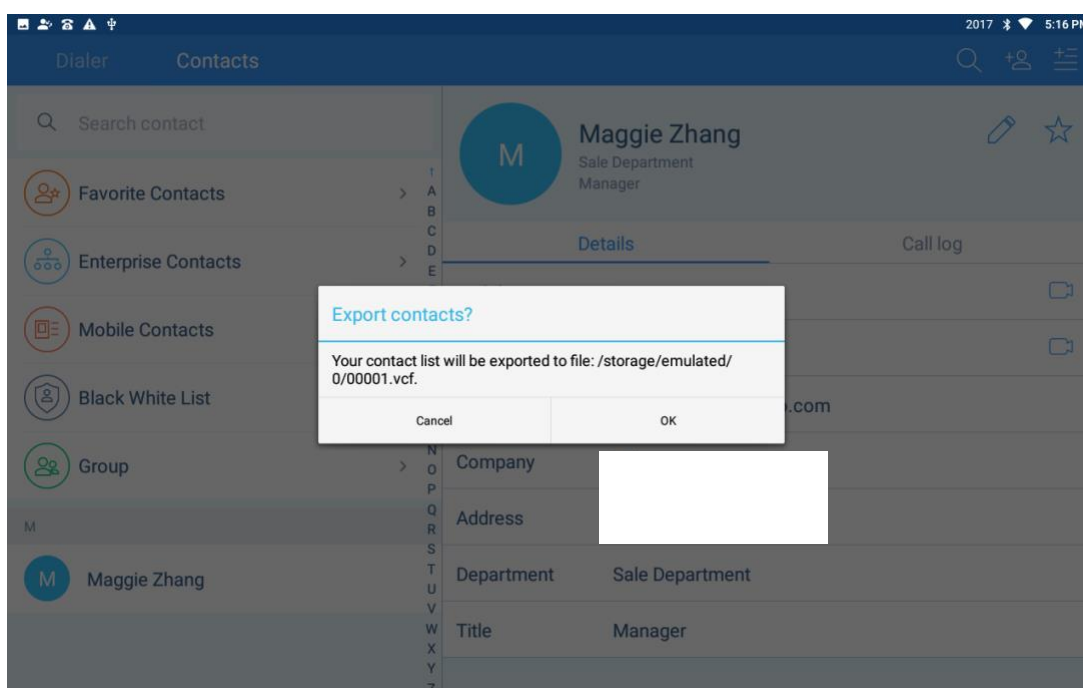 2017 5:16 PM
Dialer Contacts
Search contact
Favorite Contacts
Enterprise Contacts
Mobile Contacts
Black White List
Group
M
M Maggie Zhang
↑
A
B
C
D
E
N
O
P
Q
R
S
T
U
V
W
X
Y
M
Maggie Zhang
Sale Department
Manager
Details Call log
.com
Company
Address
Department Sale Department
Title Manager
Export contacts?
Your contact list will be exported to file: /storage/emulated/
0/00001.vcf.
Cancel OK